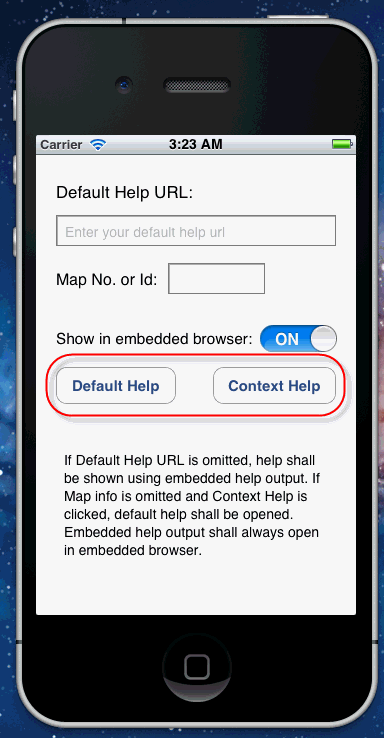 Carrier 3:23 AM
Default Help URL:
Enter your default help url
Map No. or Id:
Show in embedded browser: ON
Default Help Context Help
If Default Help URL is omitted, help shall
be shown using embedded help output. If
Map info is omitted and Context Help is
clicked, default help shall be opened.
Embedded help output shall always open
in embedded browser.